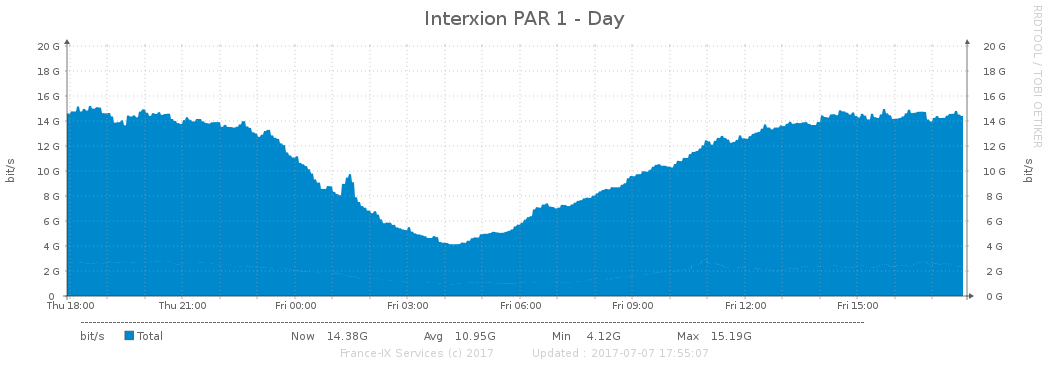 Interxion PAR 1 - Day
RRDTOOL / TOBI OETIKER
20 G 20 G
18 G 18 G
16 G 16 G
14 G 14 G
12 G 12 G
10 G 10 G
8 G 8 G
6 G 6 G
4 G 4 G
2 G 2 G
0 0 G
bit/s bit/s
Thu 18:00 Thu 21:00 Fri 00:00 Fri 03:00 Fri 06:00 Fri 09:00 Fri 12:00 Fri 15:00
bit/s Total Now 14.38G Avg 10.95G Min 4.12G Max 15.19G
France-IX Services (c) 2017 Updated : 2017-07-07 17:55:07